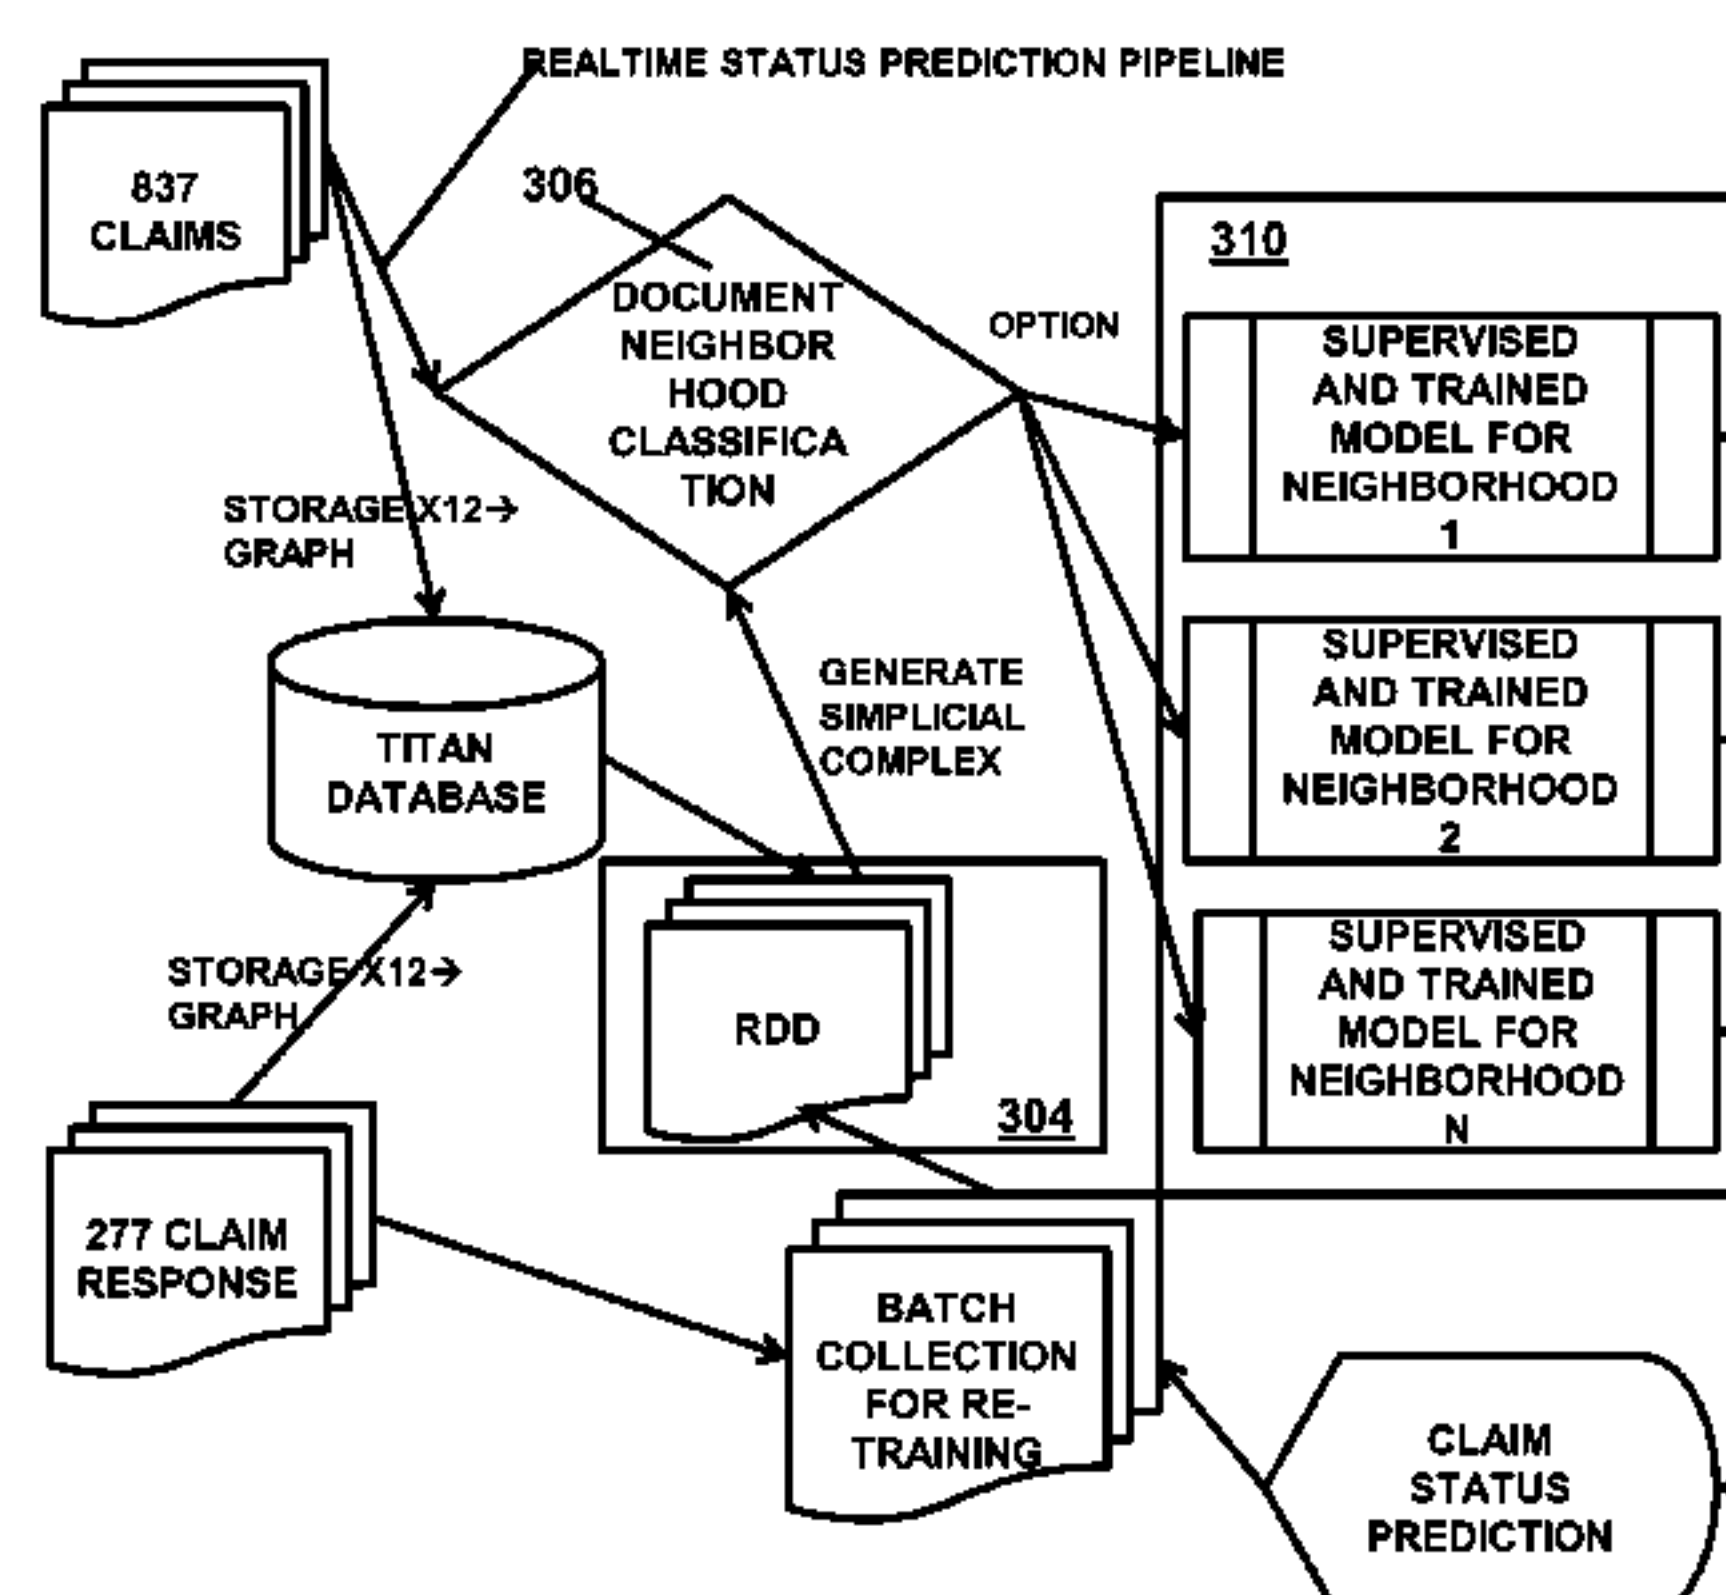 REALTIME STATUS PREDICTION PIPELINE
837
CLAIMS
306
DOCUMENT
NEIGHBOR
HOOD
CLASSIFICA
TION
OPTION
310
SUPERVISED
AND TRAINED
MODEL FOR
NEIGHBORHOOD
1
STORAGE X12→
GRAPH
SUPERVISED
AND TRAINED
MODEL FOR
NEIGHBORHOOD
2
GENERATE
SIMPLICIAL
COMPLEX
TITAN
DATABASE
SUPERVISED
AND TRAINED
MODEL FOR
NEIGHBORHOOD
N
STORAGE X12→
GRAPH
RDD
304
277 CLAIM
RESPONSE
BATCH
COLLECTION
FOR RE-
TRAINING
CLAIM
STATUS
PREDICTION